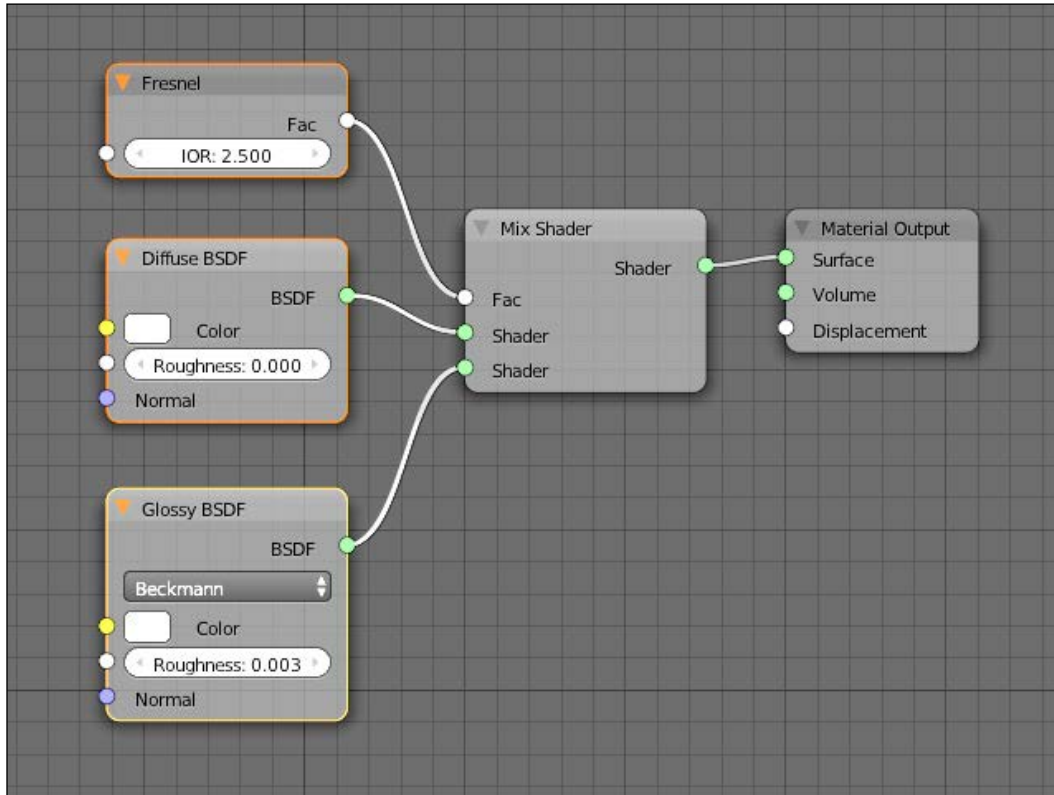 Fresnel
Fac
IOR: 2.500
Diffuse BSDF
BSDF
Color
Roughness: 0.000
Normal
Glossy BSDF
BSDF
Beckmann
Color
Roughness: 0.003
Normal
Mix Shader
Shader
Fac
Shader
Shader
Material Output
Surface
Volume
Displacement